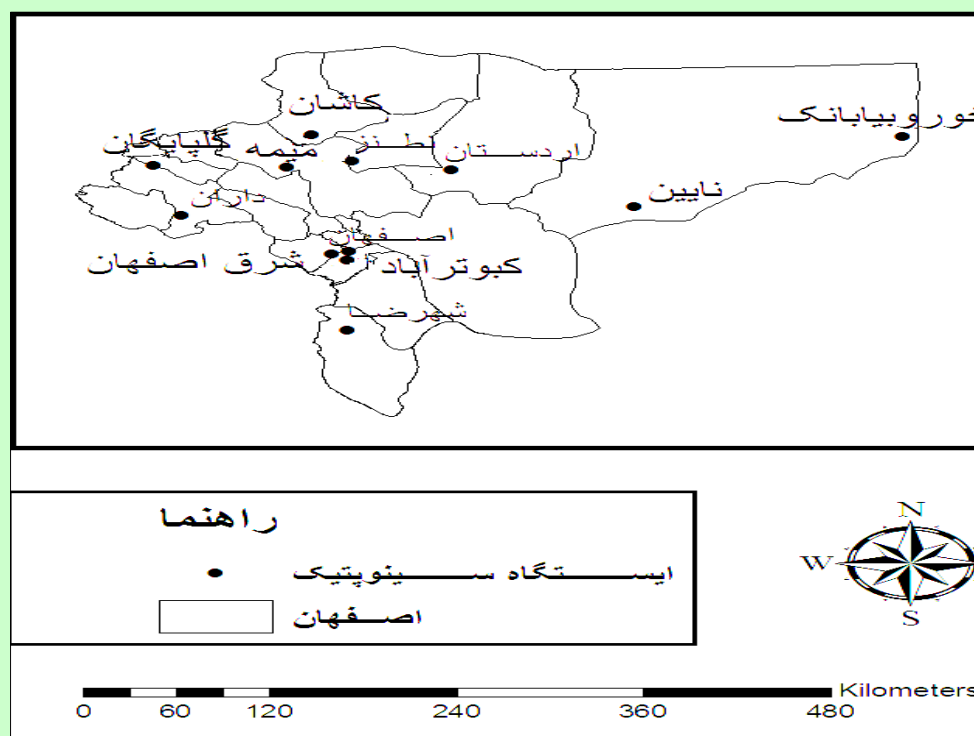 کاشان
خوروبیابانک
گلپایگان
میمه
نطنز
اردستان
داران
نایین
اصفهان
شرق اصفهان
کبوترآباد
شهرضا
راهنما
ایستگاه سینوپتیک
اصفهان
N
W
S
Kilometers
0 60 120 240 360 480